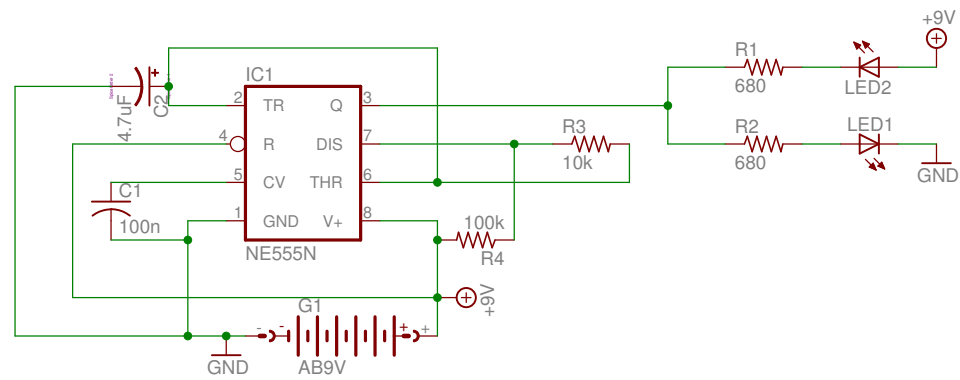 +9V
R1
680
LED2
R2
680
LED1
GND
IC1
C2
4.7uF
2
TR
Q
3
4
R
DIS
7
R3
10k
5
CV
THR
6
C1
100n
1
GND
V+
8
NE555N
100k
R4
+9V
G1
-
-
+
+
AB9V
GND